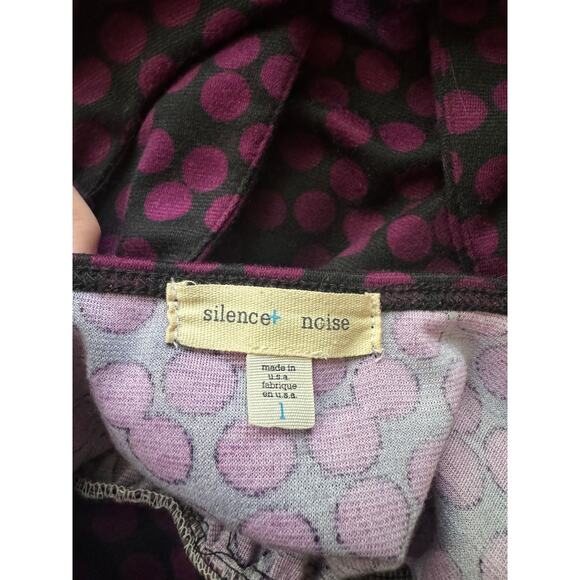 silence+ noise
made in
u.s.a.
fabrique
en u.s.a.
1